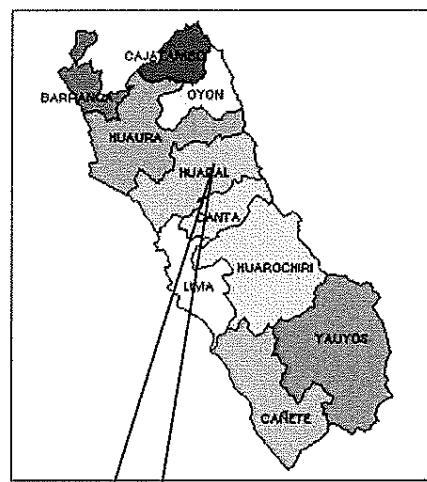 CAJATAMBO
OYON
BARRANCA
HUAURA
HUARAL
CANTA
HUAROCHIRI
LIMA
YAUYOS
CAÑETE